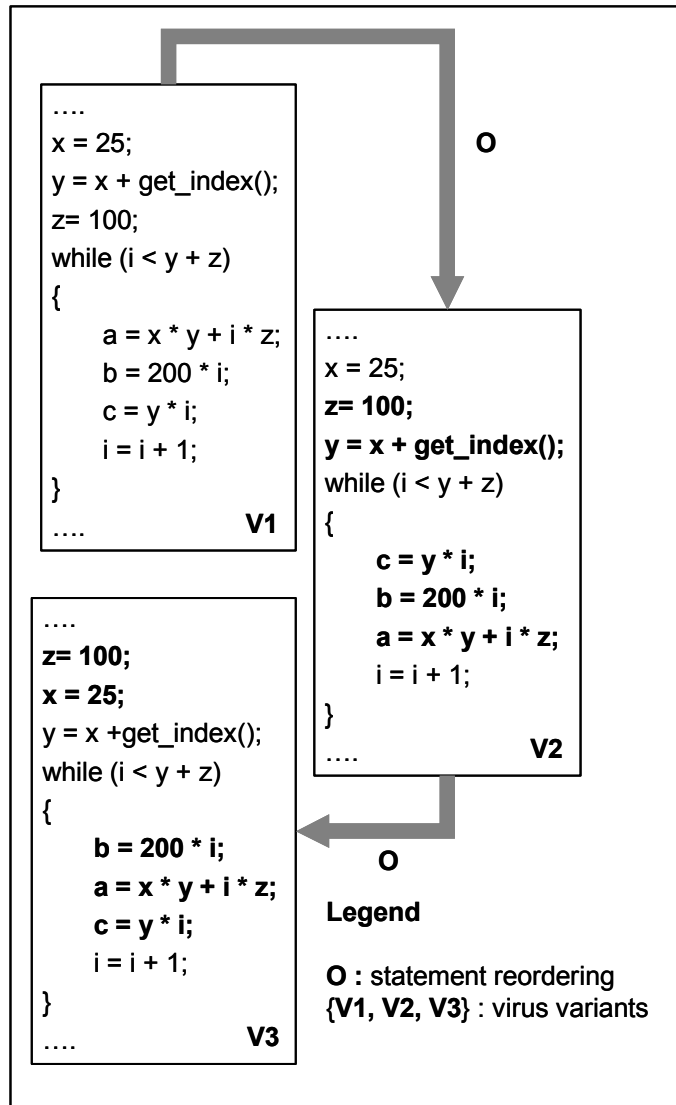 ....
x = 25;
y = x + get_index();
z= 100;
while (i < y + z)
{
a = x * y + i * z;
b = 200 * i;
c = y * i;
i = i + 1;
}
....
V1
O
....
x = 25;
z= 100;
y = x + get_index();
while (i < y + z)
{
c = y * i;
b = 200 * i;
a = x * y + i * z;
i = i + 1;
}
....
V2
O
....
z= 100;
x = 25;
y = x +get_index();
while (i < y + z)
{
b = 200 * i;
a = x * y + i * z;
c = y * i;
i = i + 1;
}
....
V3
Legend
O : statement reordering
{V1, V2, V3} : virus variants